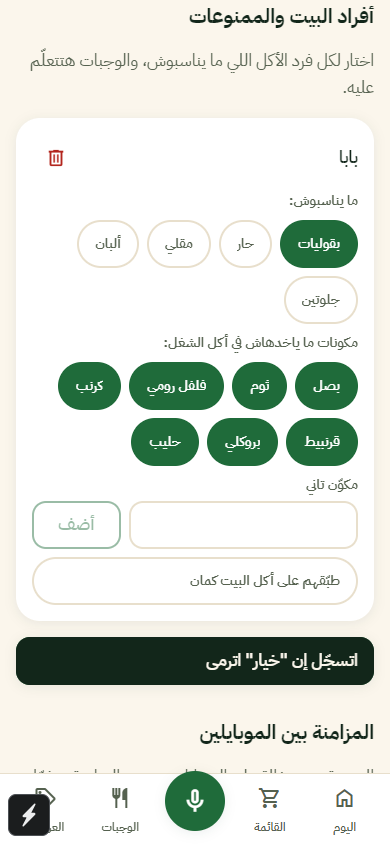 أفراد البيت والممنوعات
اختار لكل فرد الأكل اللي ما يناسبوش، والوجبات هتتعلّم
عليه.
بابا
ما يناسبوش:
بقوليات
حار
مقلي
ألبان
جلوتين
مكونات ما ياخدهاش في أكل الشغل:
بصل
ثوم
فلفل رومي
كرنب
قرنبيط
بروكلي
حليب
مكوّن تاني
أضف
طبّقهم على أكل البيت كمان
اتسجّل إن "خيار" اترمى
المزامنة بين الموبايلين
اليوم
القائمة
الوجبات